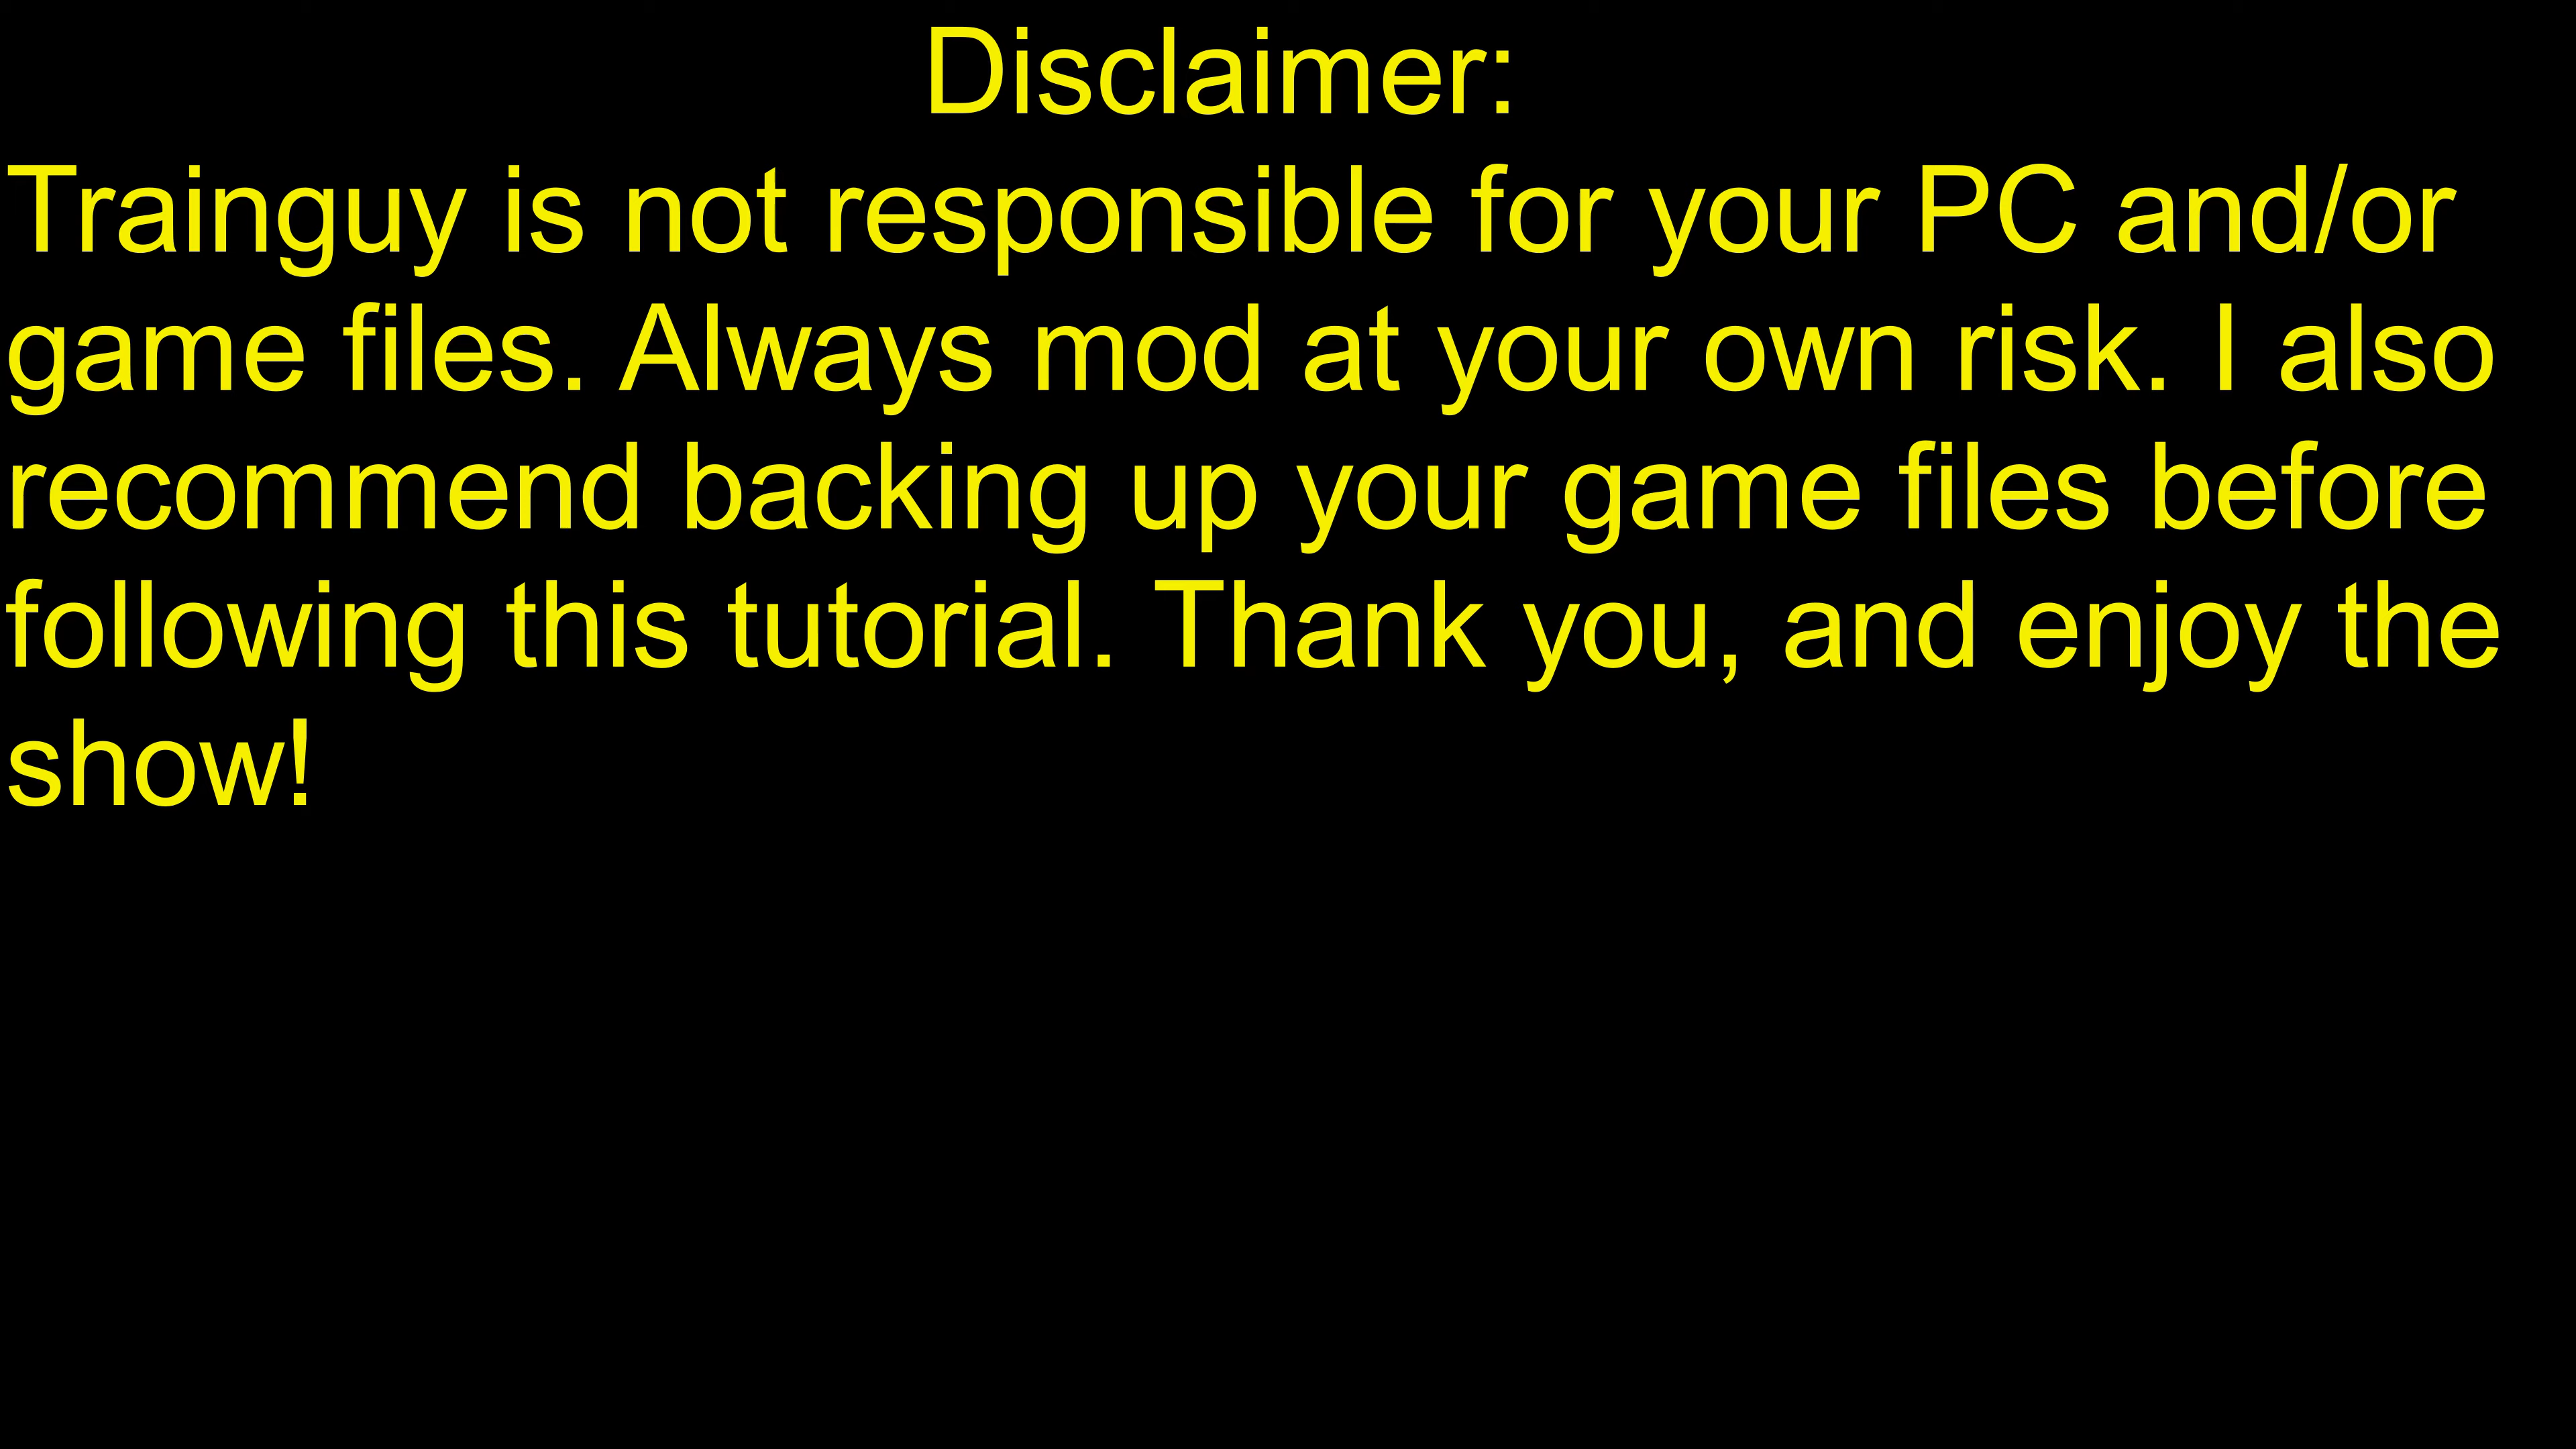 Disclaimer:
Trainguy is not responsible for your PC and/or
game files. Always mod at your own risk. I also
recommend backing up your game files before
following this tutorial. Thank you, and enjoy the
show!